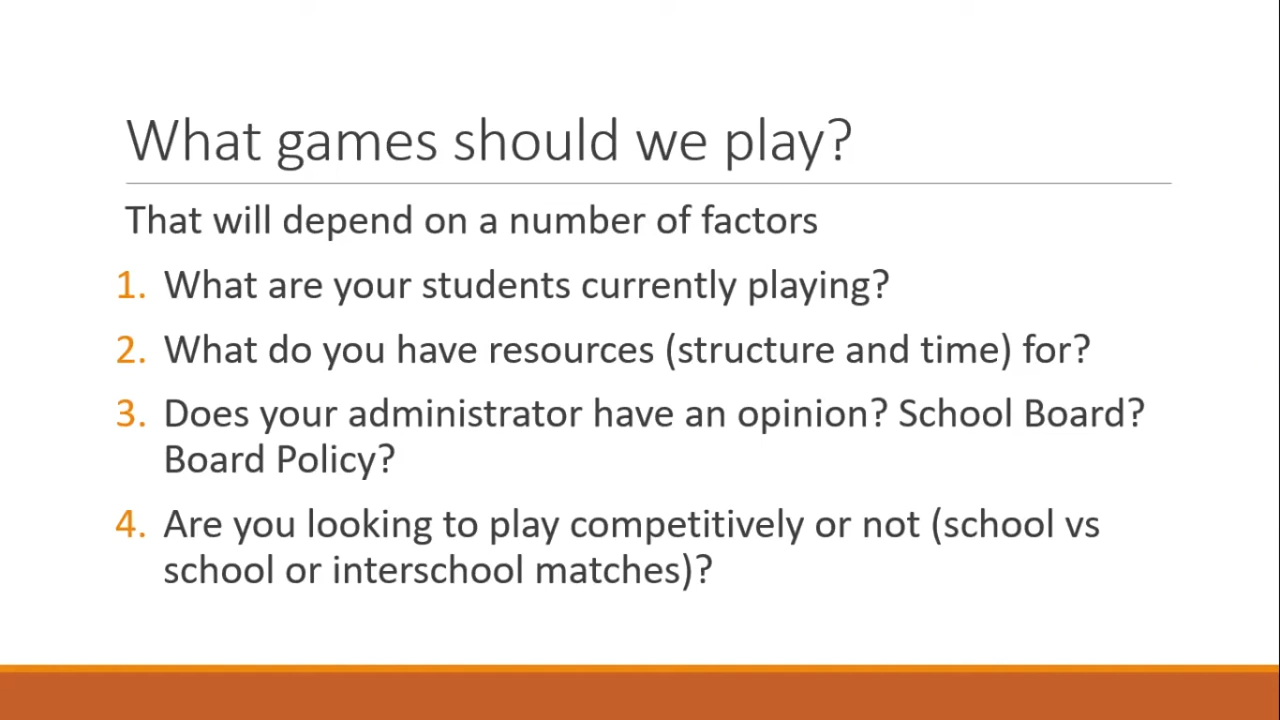 What games should we play?
That will depend on a number of factors
1. What are your students currently playing?
2. What do you have resources (structure and time) for?
3. Does your administrator have an opinion? School Board?
Board Policy?
4. Are you looking to play competitively or not (school vs
school or interschool matches)?